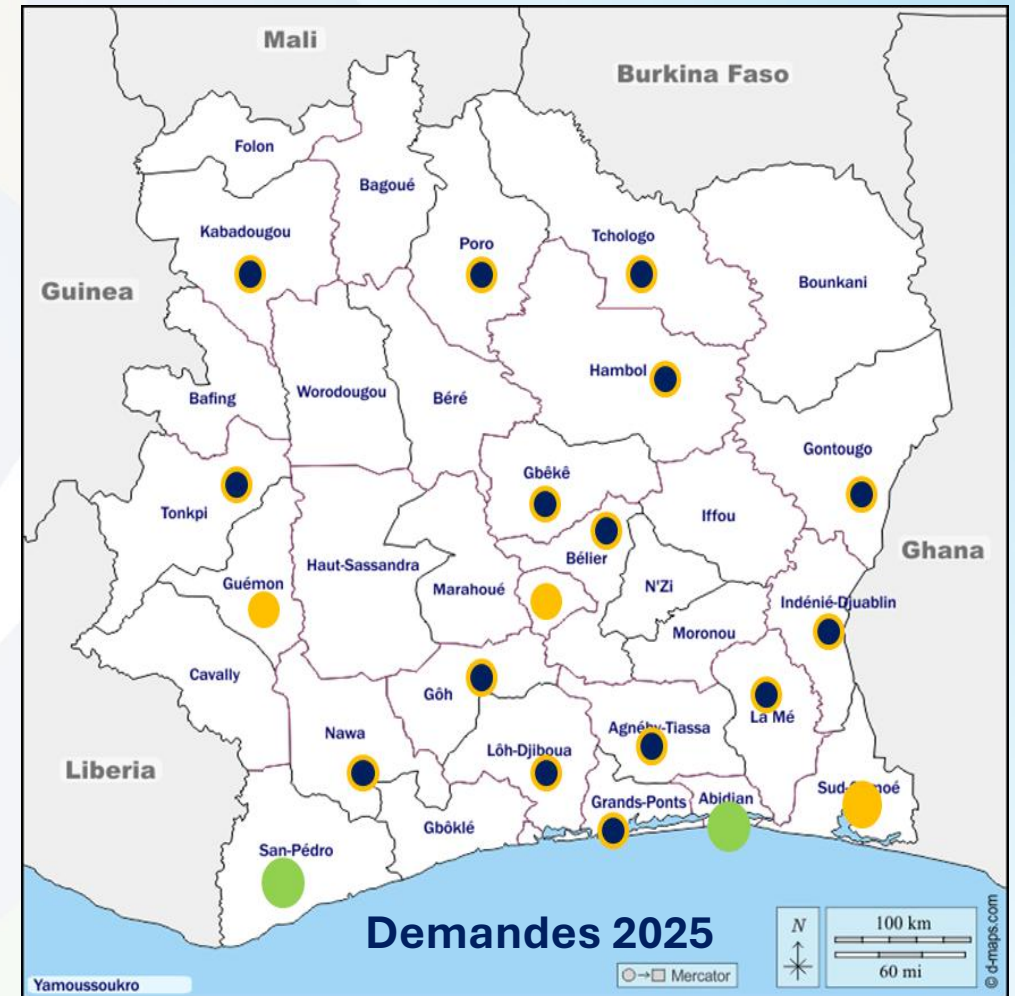 Mali
Burkina Faso
Folon
Bagoué
Kabadougou
Poro
Tchologo
Bounkani
Guinea
Hambol
Worodougou
Béré
Bafing
Gontougo
Gbêkê
Tonkpi
Iffou
Ghana
Bélier
Haut-Sassandra
Guémon
Marahoué
N'Zi
Indénié-Djuablin
Moronou
Cavally
Gôh
La Mé
Agnéby-Tiassa
Nawa
Lôh-Djiboua
Liberia
Sud-
Grands-Ponts
Abidjan
Gbôklé
San-Pédro
Demandes 2025
N
100 km
60 mi
Mercator
© d-maps.com
Yamoussoukro